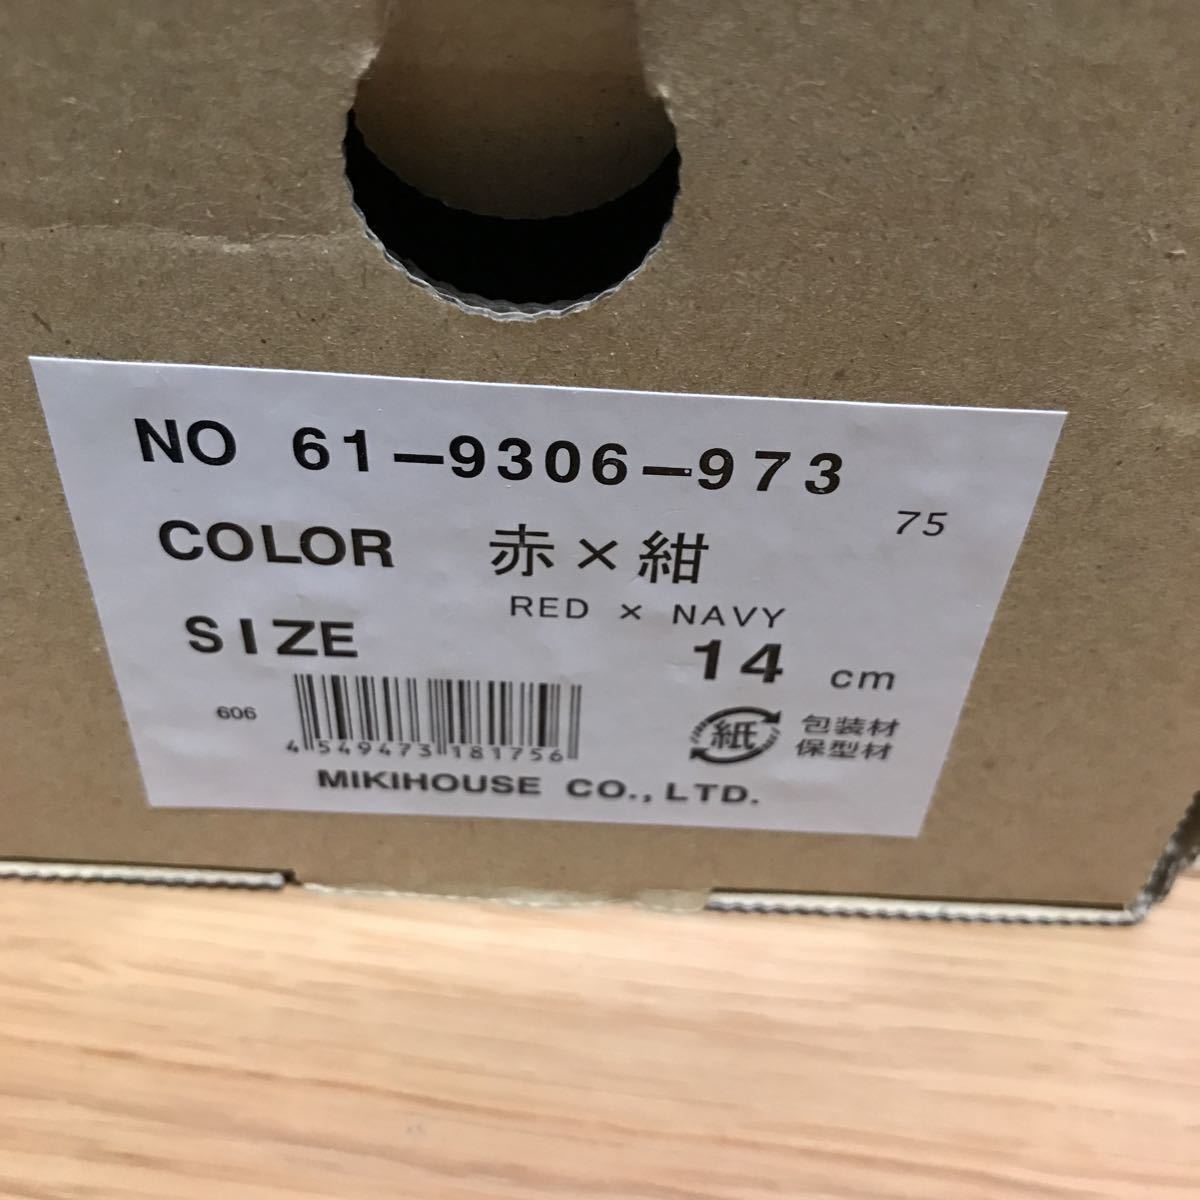 NO 61-9306-973
75
COLOR 赤×紺
RED × NAVY
SIZE 14 cm
606
4549473181756
紙 包装材
保型材
MIKIHOUSE CO., LTD.